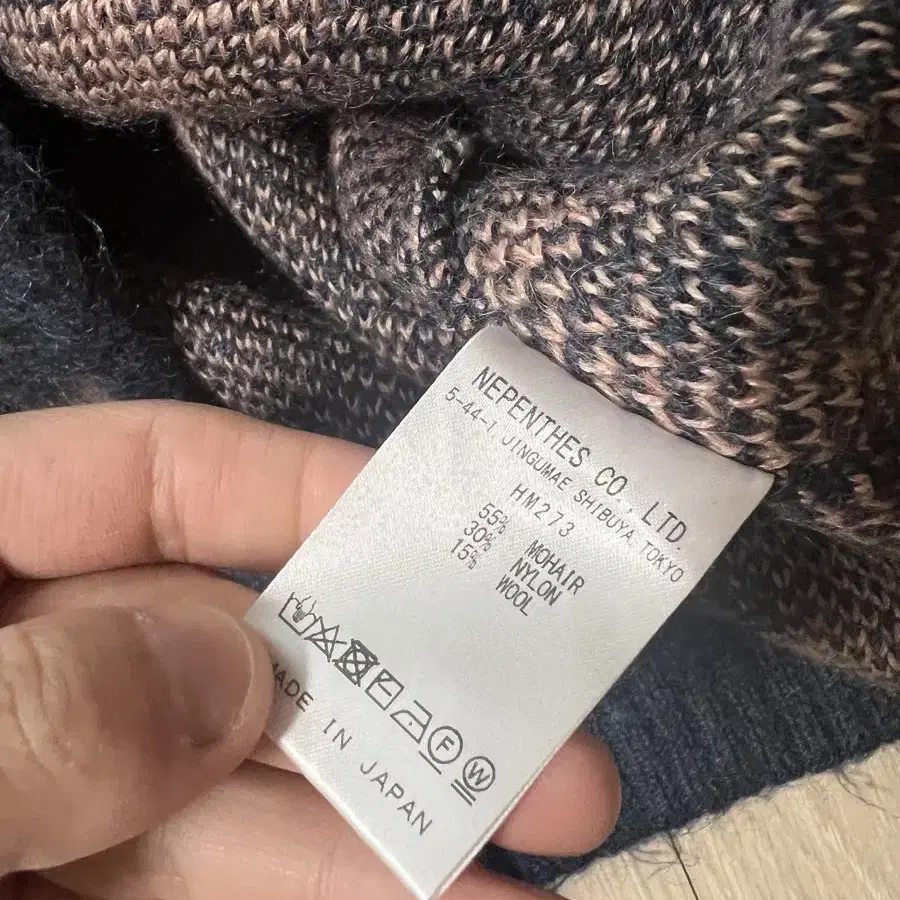 NEPENTHES CO.,LTD.
5-44-1,JINGUMAE SHIBUYA,TOKYO
HM273
55% MOHAIR
30% NYLON
15% WOOL
F W
MADE IN JAPAN